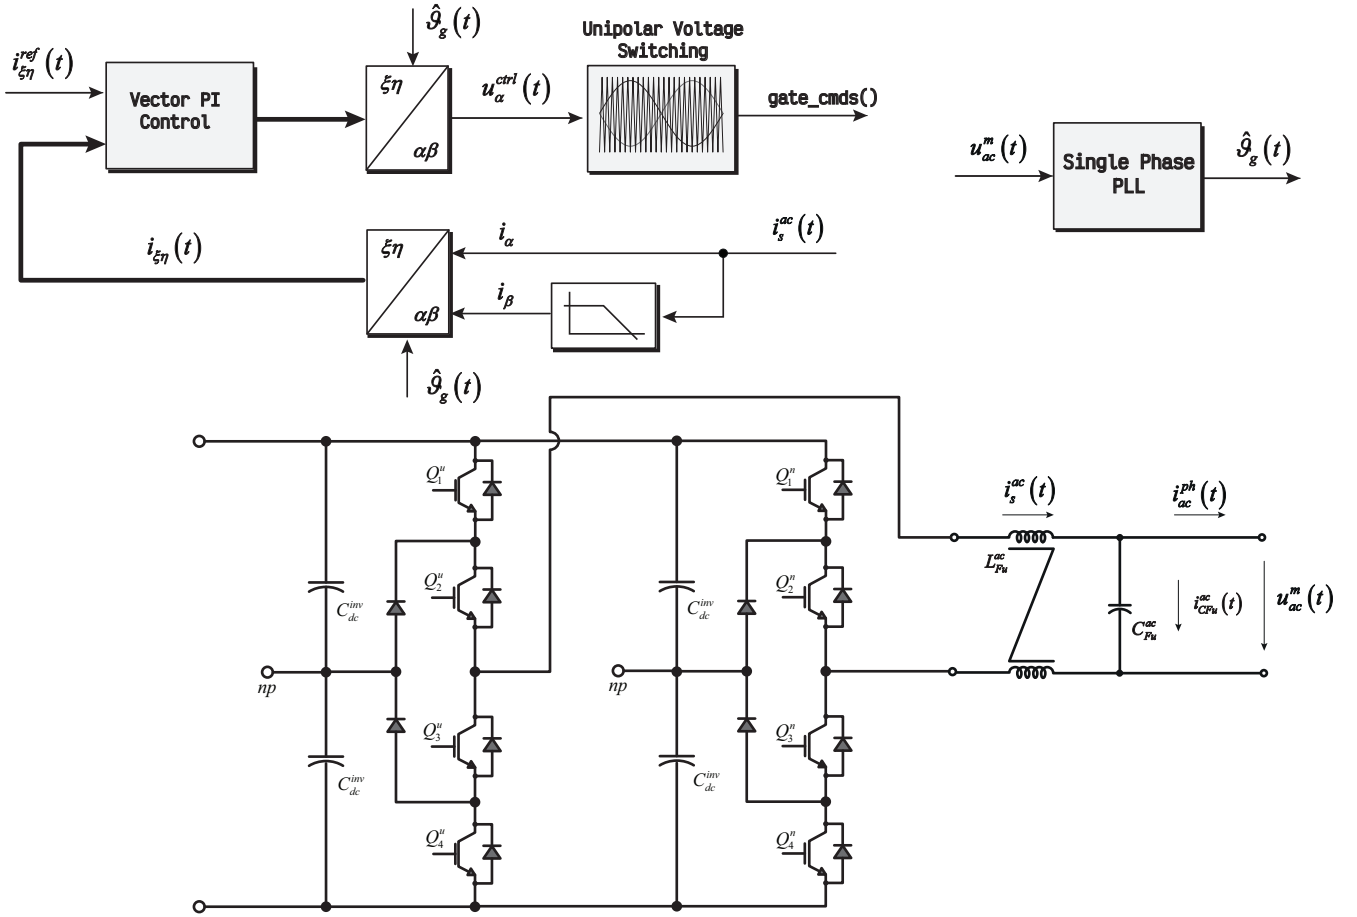 ϑ̂_g(t)
Unipolar Voltage
Switching
i_ξη^ref(t)
Vector PI
Control
ξη
αβ
u_α^ctrl(t)
gate_cmds()
u_ac^m(t)
Single Phase
PLL
ϑ̂_g(t)
i_ξη(t)
ξη
αβ
i_α
i_s^ac(t)
i_β
ϑ̂_g(t)
Q_1^u
Q_1^n
i_s^ac(t)
i_ac^ph(t)
L_Fu^ac
Q_2^u
Q_2^n
C_dc^inv
C_dc^inv
C_Fu^ac
i_CFu^ac(t)
u_ac^m(t)
np
np
Q_3^u
Q_3^n
C_dc^inv
C_dc^inv
Q_4^u
Q_4^n